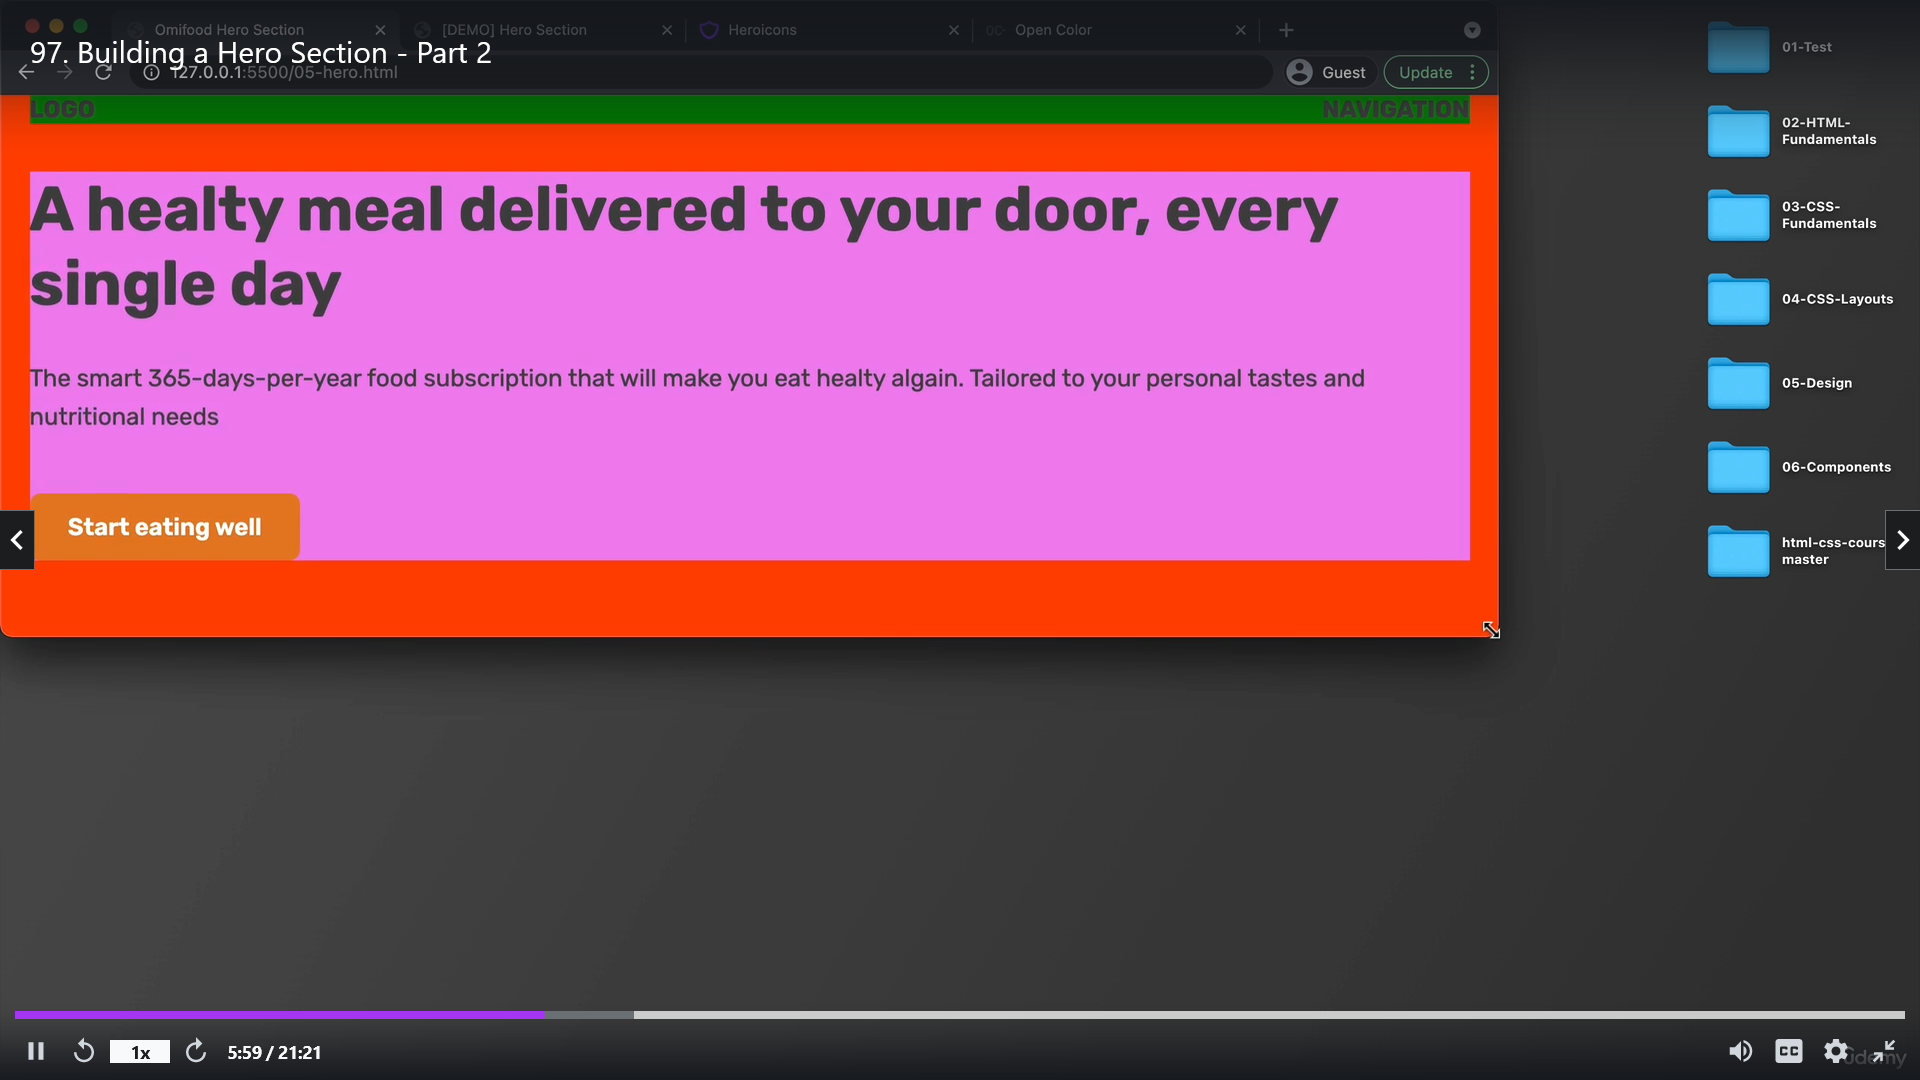 Omifood Hero Section
[DEMO] Hero Section
Heroicons
Open Color
97. Building a Hero Section - Part 2
127.0.0.1:5500/05-hero.html
Guest
Update
LOGO
NAVIGATION
A healty meal delivered to your door, every
single day
The smart 365-days-per-year food subscription that will make you eat healty algain. Tailored to your personal tastes and
nutritional needs
Start eating well
01-Test
02-HTML-
Fundamentals
03-CSS-
Fundamentals
04-CSS-Layouts
05-Design
06-Components
html-css-cours
master
1x
5:59 / 21:21
CC
udemy